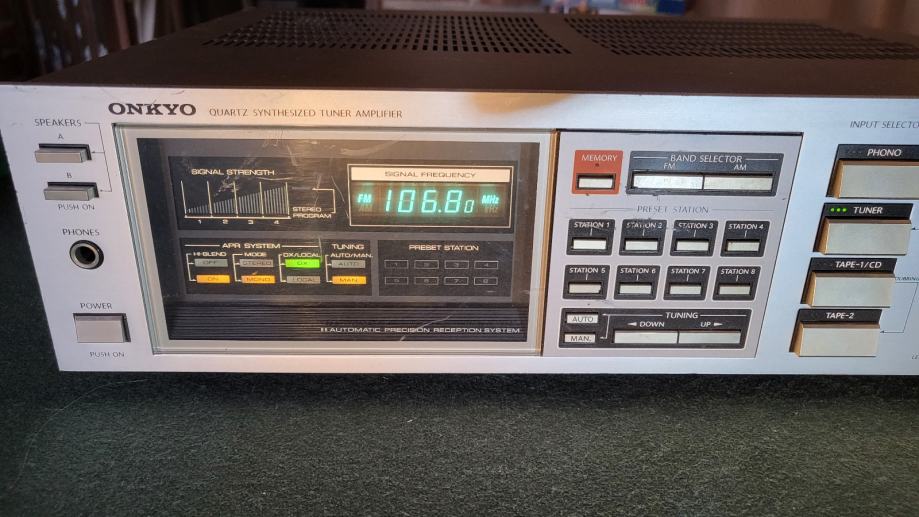 ONKYO QUARTZ SYNTHESIZED TUNER AMPLIFIER
SPEAKERS
A
B
PUSH ON
PHONES
POWER
PUSH ON
SIGNAL STRENGTH
1 2 3 4
STEREO
PROGRAM
SIGNAL FREQUENCY
FM 106.80 MHz
KHz
APR SYSTEM
HI-BLEND MODE DX/LOCAL
OFF STEREO DX
ON MONO LOCAL
TUNING
AUTO/MAN.
AUTO
MAN.
PRESET STATION
1 2 3 4
5 6 7 8
AUTOMATIC PRECISION RECEPTION SYSTEM
MEMORY
BAND SELECTOR
FM AM
PRESET STATION
STATION 1 STATION 2 STATION 3 STATION 4
STATION 5 STATION 6 STATION 7 STATION 8
AUTO
MAN.
TUNING
DOWN UP
INPUT SELECTO
PHONO
TUNER
TAPE-1/CD
TAPE-2